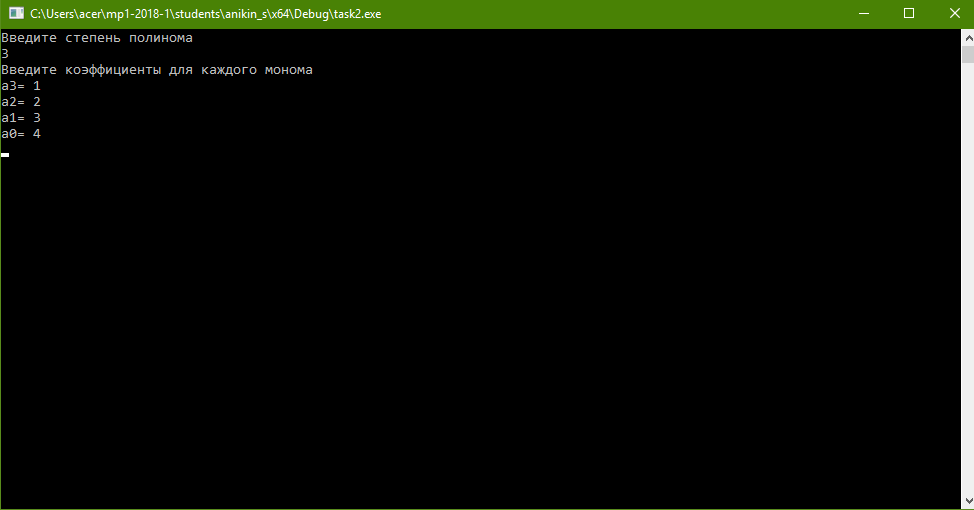 C:\Users\acer\mp1-2018-1\students\anikin_s\x64\Debug\task2.exe
Введите степень полинома
3
Введите коэффициенты для каждого монома
a3= 1
a2= 2
a1= 3
a0= 4